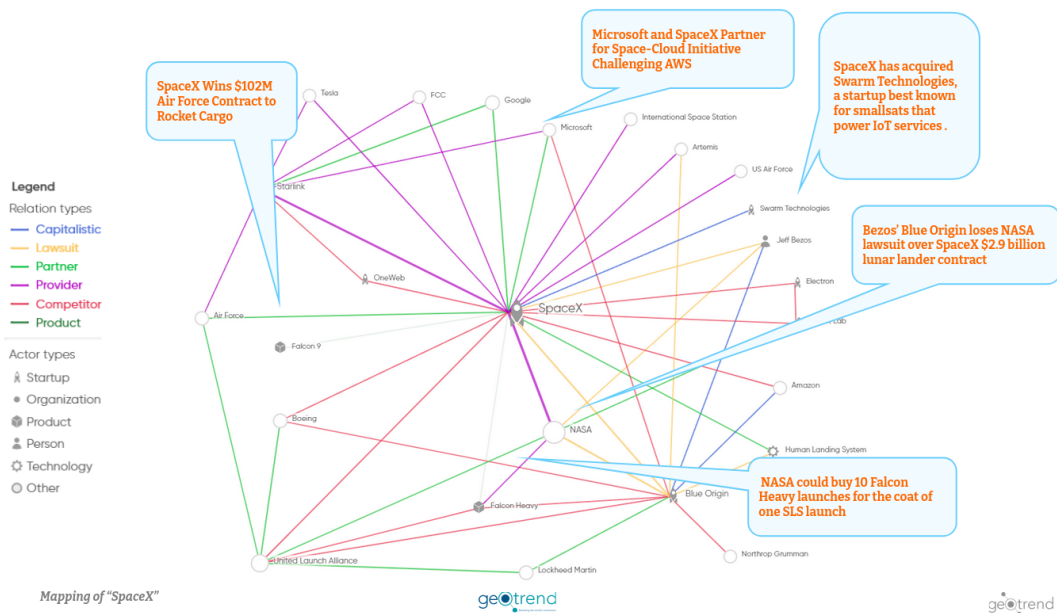 Microsoft and SpaceX Partner
for Space-Cloud Initiative
Challenging AWS
SpaceX has acquired
Swarm Technologies,
a startup best known
for smallsats that
power IoT services .
SpaceX Wins $102M
Air Force Contract to
Rocket Cargo
Tesla
FCC
Google
Microsoft
International Space Station
Artemis
US Air Force
Starlink
Swarm Technologies
Jeff Bezos
Bezos' Blue Origin loses NASA
lawsuit over SpaceX $2.9 billion
lunar lander contract
OneWeb
Electron
SpaceX
Air Force
Lab
Falcon 9
Amazon
Boeing
NASA
Human Landing System
NASA could buy 10 Falcon
Heavy launches for the coat of
one SLS launch
Blue Origin
Falcon Heavy
Northrop Grumman
United Launch Alliance
Lockheed Martin
Legend
Relation types
Capitalistic
Lawsuit
Partner
Provider
Competitor
Product
Actor types
Startup
Organization
Product
Person
Technology
Other
Mapping of “SpaceX”
geotrend
geotrend